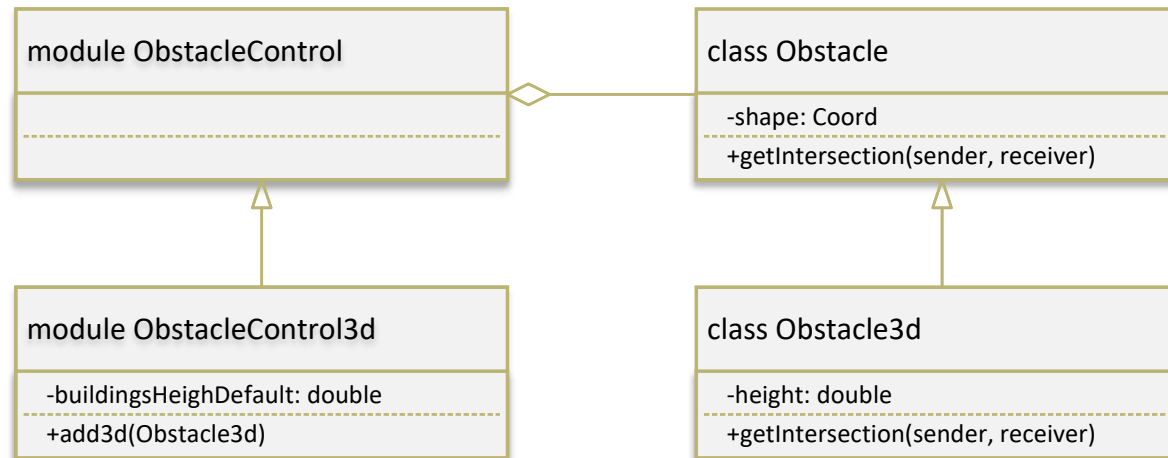 module ObstacleControl
class Obstacle
-shape: Coord
+getIntersection(sender, receiver)
module ObstacleControl3d
-buildingsHeighDefault: double
+add3d(Obstacle3d)
class Obstacle3d
-height: double
+getIntersection(sender, receiver)